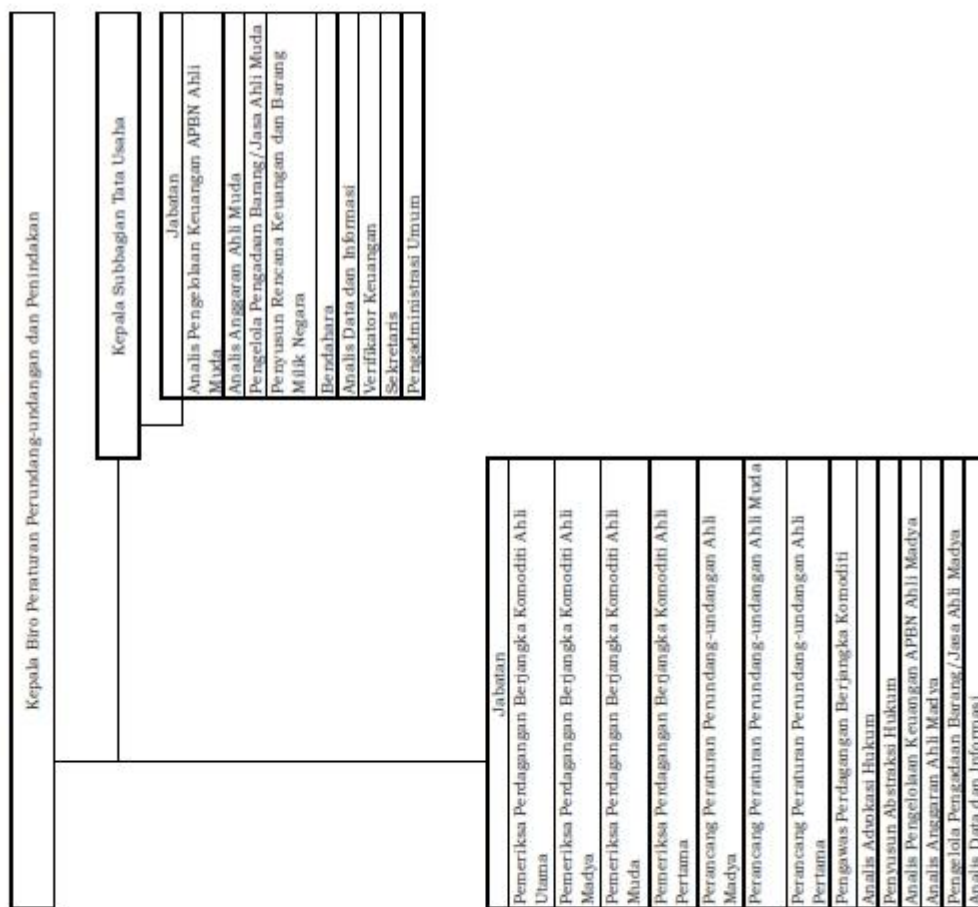 Kepala Biro Peraturan Perundang-undangan dan Penindakan
Kepala Subbagian Tata Usaha
Jabatan
Analis Pengelolaan Keuangan APBN Ahli
Muda
Analis Anggaran Ahli Muda
Pengelola Pengadaan Barang/Jasa Ahli Muda
Penyusun Rencana Keuangan dan Barang
Milik Negara
Bendahara
Analis Data dan Informasi
Verifikator Keuangan
Sekretaris
Pengadministrasi Umum
Jabatan
Pemeriksa Perdagangan Berjangka Komoditi Ahli
Utama
Pemeriksa Perdagangan Berjangka Komoditi Ahli
Madya
Pemeriksa Perdagangan Berjangka Komoditi Ahli
Muda
Pemeriksa Perdagangan Berjangka Komoditi Ahli
Pertama
Perancang Peraturan Perundang-undangan Ahli
Madya
Perancang Peraturan Perundang-undangan Ahli Muda
Perancang Peraturan Perundang-undangan Ahli
Pertama
Pengawas Perdagangan Berjangka Komoditi
Analis Advokasi Hukum
Penyusun Abstraksi Hukum
Analis Pengelolaan Keuangan APBN Ahli Madya
Analis Anggaran Ahli Madya
Pengelola Pengadaan Barang/Jasa Ahli Madya
Analis Data dan Informasi